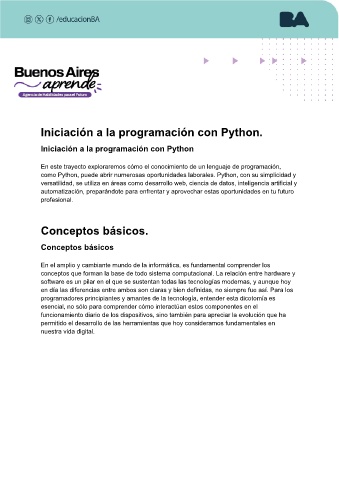 /educacionBA
BA
Buenos Aires
aprende
Agencia de Habilidades para el Futuro
Iniciación a la programación con Python.
Iniciación a la programación con Python
En este trayecto exploraremos cómo el conocimiento de un lenguaje de programación,
como Python, puede abrir numerosas oportunidades laborales. Python, con su simplicidad y
versatilidad, se utiliza en áreas como desarrollo web, ciencia de datos, inteligencia artificial y
automatización, preparándote para enfrentar y aprovechar estas oportunidades en tu futuro
profesional.
Conceptos básicos.
Conceptos básicos
En el amplio y cambiante mundo de la informática, es fundamental comprender los
conceptos que forman la base de todo sistema computacional. La relación entre hardware y
software es un pilar en el que se sustentan todas las tecnologías modernas, y aunque hoy
en día las diferencias entre ambos son claras y bien definidas, no siempre fue así. Para los
programadores principiantes y amantes de la tecnología, entender esta dicotomía es
esencial, no sólo para comprender cómo interactúan estos componentes en el
funcionamiento diario de los dispositivos, sino también para apreciar la evolución que ha
permitido el desarrollo de las herramientas que hoy consideramos fundamentales en
nuestra vida digital.